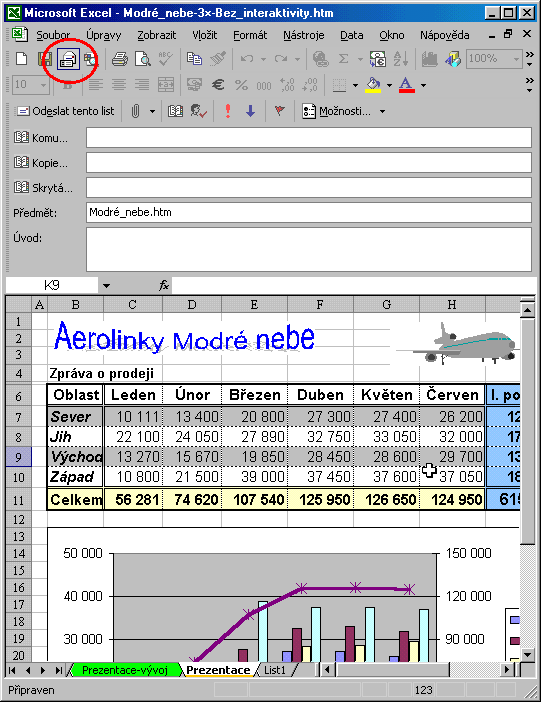 Microsoft Excel - Modré_nebe-3×-Bez_interaktivity.htm
Soubor Úpravy Zobrazit Vložit Formát Nástroje Data Okno Nápověda
100%
10 B € % 000
Odeslat tento list Možnosti...
Komu...
Kopie...
Skrytá...
Předmět: Modré_nebe.htm
Úvod:
K9 fx
A B C D E F G H
1
2 Aerolinky Modré nebe
3
4 Zpráva o prodeji
6 Oblast Leden Únor Březen Duben Květen Červen I. po
7 Sever 10 111 13 400 20 800 27 300 27 400 26 200 12
8 Jih 22 100 24 050 27 890 32 750 33 050 32 000 17
9 Východ 13 270 15 670 19 850 28 450 28 600 29 700 13
10 Západ 10 800 21 500 39 000 37 450 37 600 37 050 18
11 Celkem 56 281 74 620 107 540 125 950 126 650 124 950 615
12
13
14 50 000 150 000
15
16
17 40 000 120 000
18
19
20 30 000 90 000
Prezentace-vývoj Prezentace List1
Připraven 123